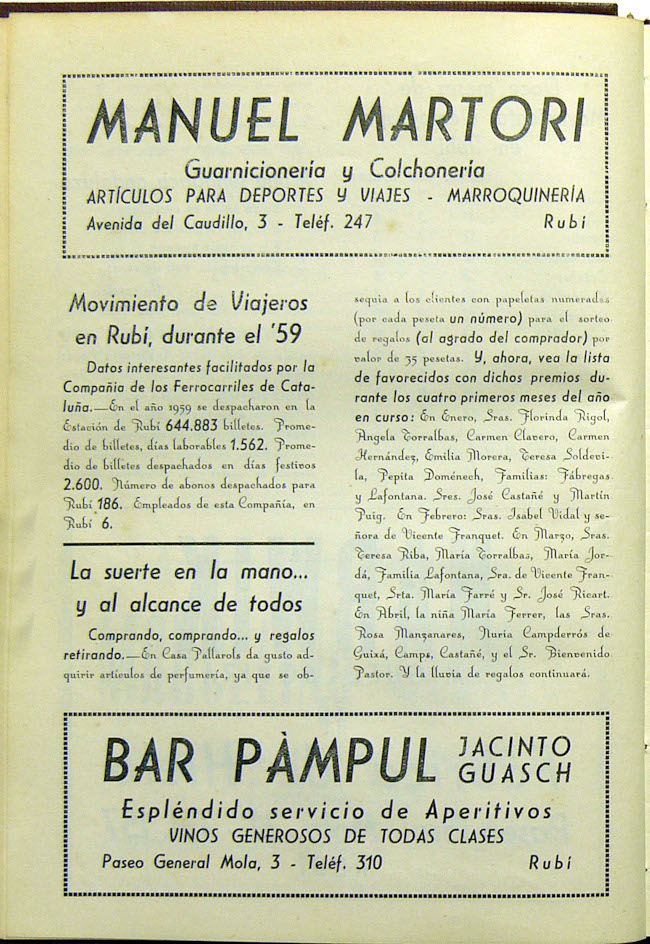 MANUEL MARTORI
Guarnicionería y Colchonería
ARTÍCULOS PARA DEPORTES Y VIAJES - MARROQUINERÍA
Avenida del Caudillo, 3 - Teléf. 247 Rubí
Movimiento de Viajeros
en Rubí, durante el '59
Datos interesantes facilitados por la
Compañia de los Ferrocarriles de Cata-
luña.—En el año 1959 se despacharon en la
Estación de Rubí 644.883 billetes. Prome-
dio de billetes, días laborables 1.562. Prome-
dio de billetes despachados en días festivos
2.600. Número de abonos despachados para
Rubí 186. Empleados de esta Compañía, en
Rubí 6.
La suerte en la mano...
y al alcance de todos
Comprando, comprando... y regalos
retirando.—En Casa Pallarols da gusto ad-
quirir artículos de perfumería, ya que se ob-
sequia a los clientes con papeletas numeradas
(por cada peseta un número) para el sorteo
de regalos (al agrado del comprador) por
valor de 35 pesetas. Y, ahora, vea la lista
de favorecidos con dichos premios du-
rante los cuatro primeros meses del año
en curso: En Enero, Sras. Florinda Rigol,
Angela Torralbas, Carmen Clavero, Carmen
Hernández, Emilia Morera, Teresa Soldevi-
la, Pepita Doménech, Familias: Fábregas
y Lafontana. Sres. José Castañé y Martín
Puig. En Febrero: Sras. Isabel Vidal y se-
ñora de Vicente Franquet. En Marzo, Sras.
Teresa Riba, María Torralbas, María Jor-
dá, Familia Lafontana, Sra. de Vicente Fran-
quet, Srta. María Farré y Sr. José Ricart.
En Abril, la niña María Ferrer, las Sras.
Rosa Manzanares, Nuria Campderrós de
Guixá, Camps, Castañé, y el Sr. Bienvenido
Pastor. Y la lluvia de regalos continuará.
BAR PÀMPUL JACINTO
GUASCH
Espléndido servicio de Aperitivos
VINOS GENEROSOS DE TODAS CLASES
Paseo General Mola, 3 - Teléf. 310 Rubí